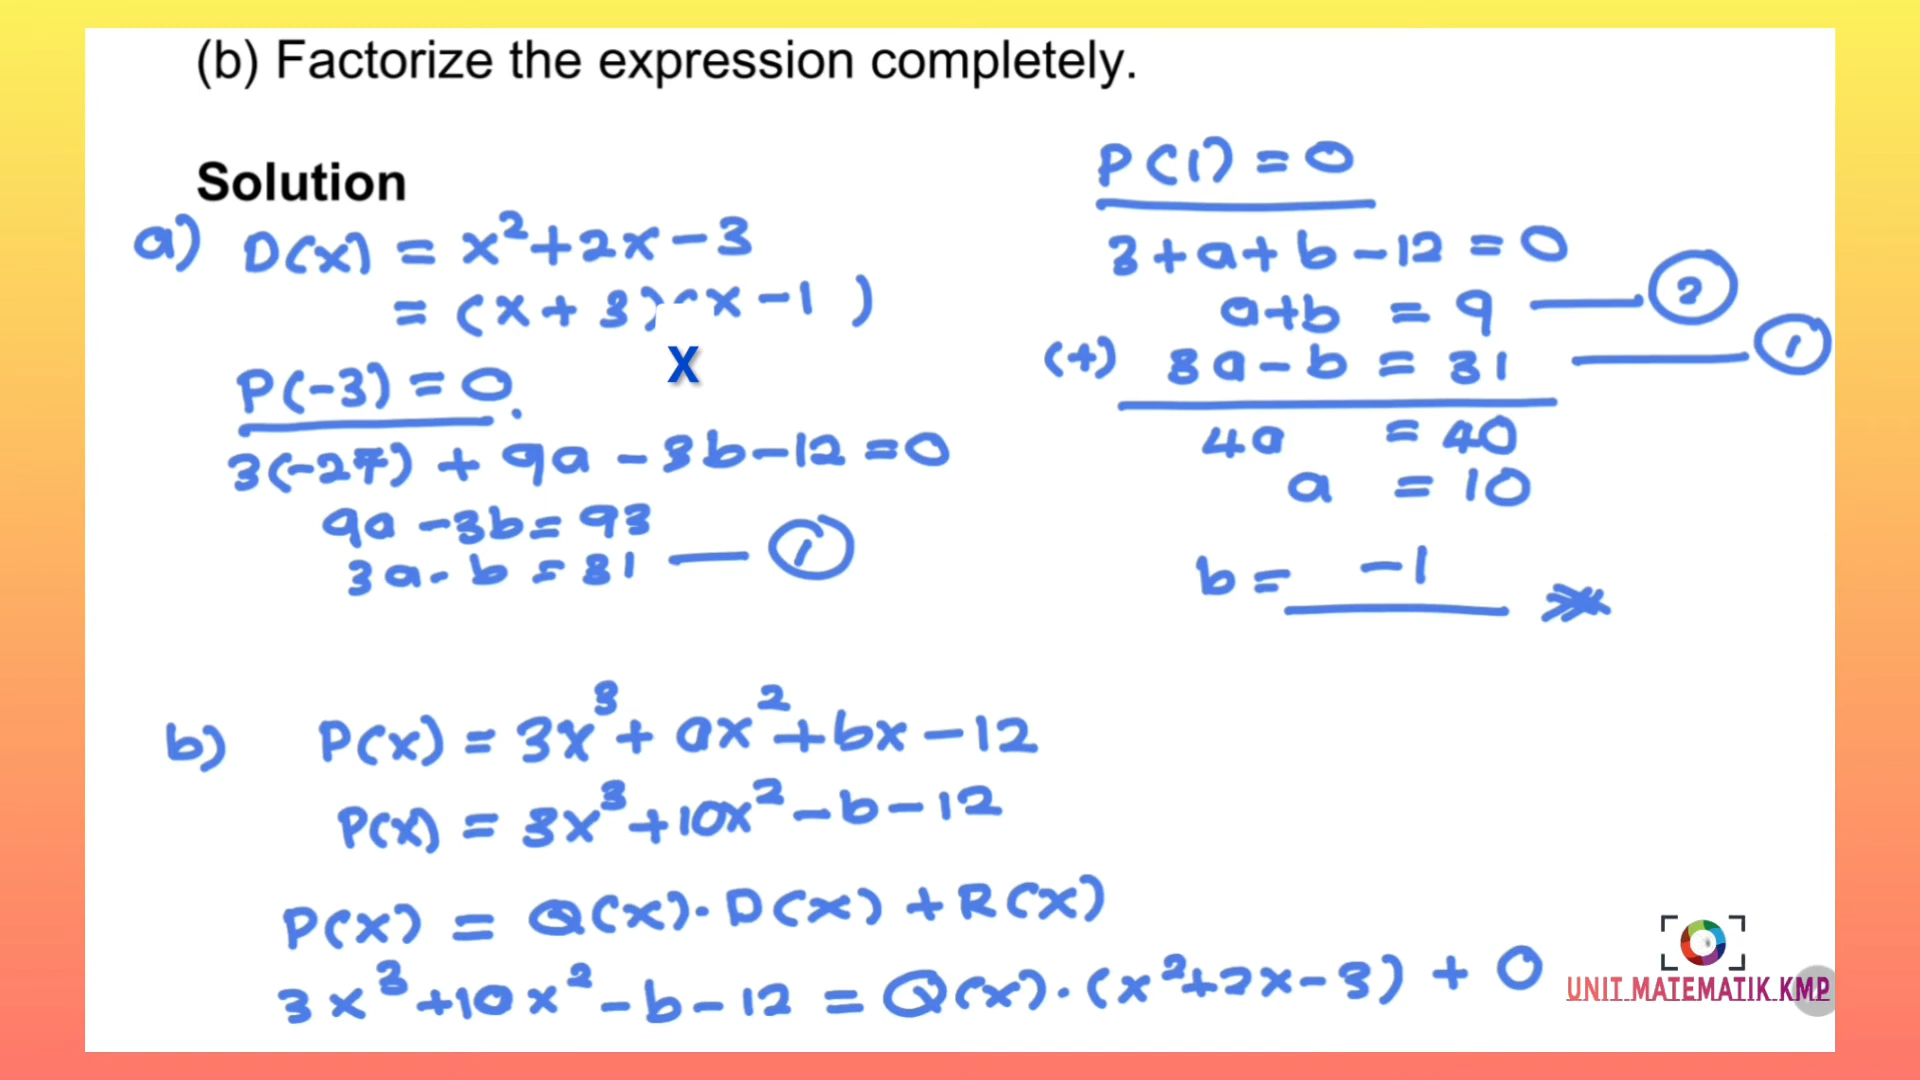 (b) Factorize the expression completely.
Solution
a) D(x) = x²+2x-3
= (x+3)(x-1)
x
P(-3) = 0.
3(-27) + 9a - 3b-12 = 0
9a - 3b = 93
3a - b = 31 — ①
P(1) = 0
3+a+b-12 = 0
a+b = 9 — ②
(+) 3a-b = 31 — ①
4a = 40
a = 10
b = -1
b) P(x) = 3x³+ax²+bx-12
P(x) = 3x³+10x²-b-12
P(x) = Q(x)·D(x)+R(x)
3x³+10x²-b-12 = Q(x)·(x²+2x-3)+0
UNIT MATEMATIK.KMP